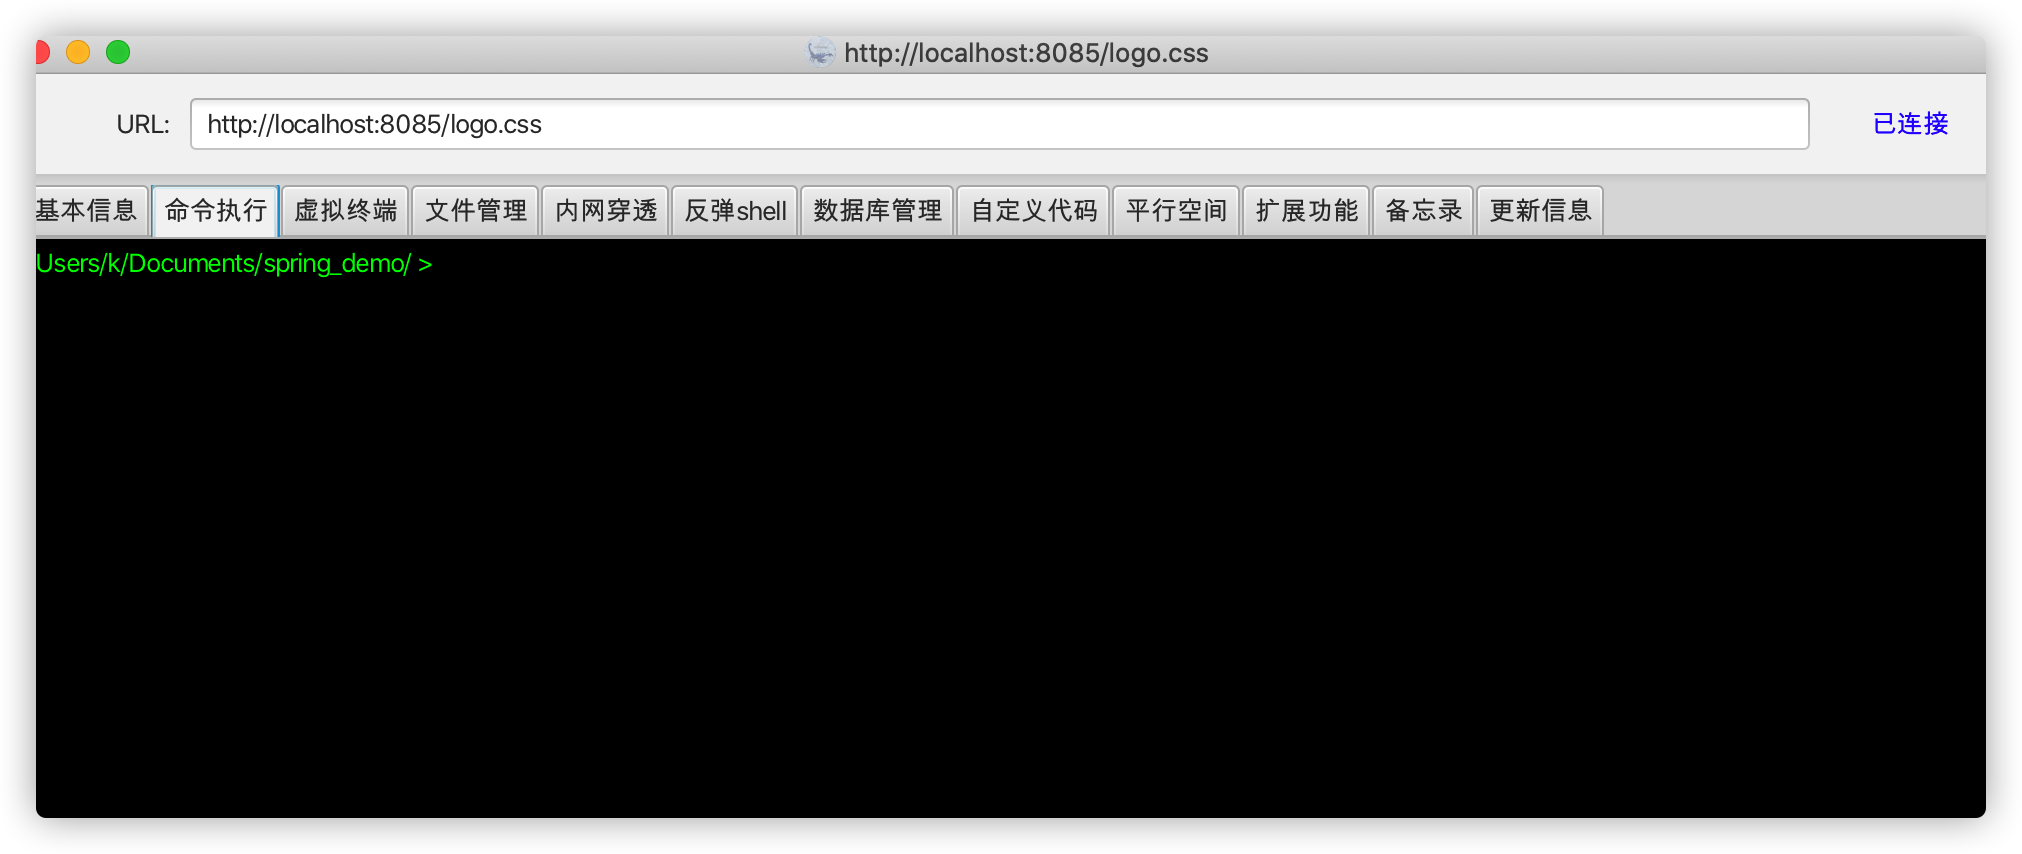 http://localhost:8085/logo.css
URL: http://localhost:8085/logo.css 已连接
基本信息 命令执行 虚拟终端 文件管理 内网穿透 反弹shell 数据库管理 自定义代码 平行空间 扩展功能 备忘录 更新信息
Users/k/Documents/spring_demo/ >